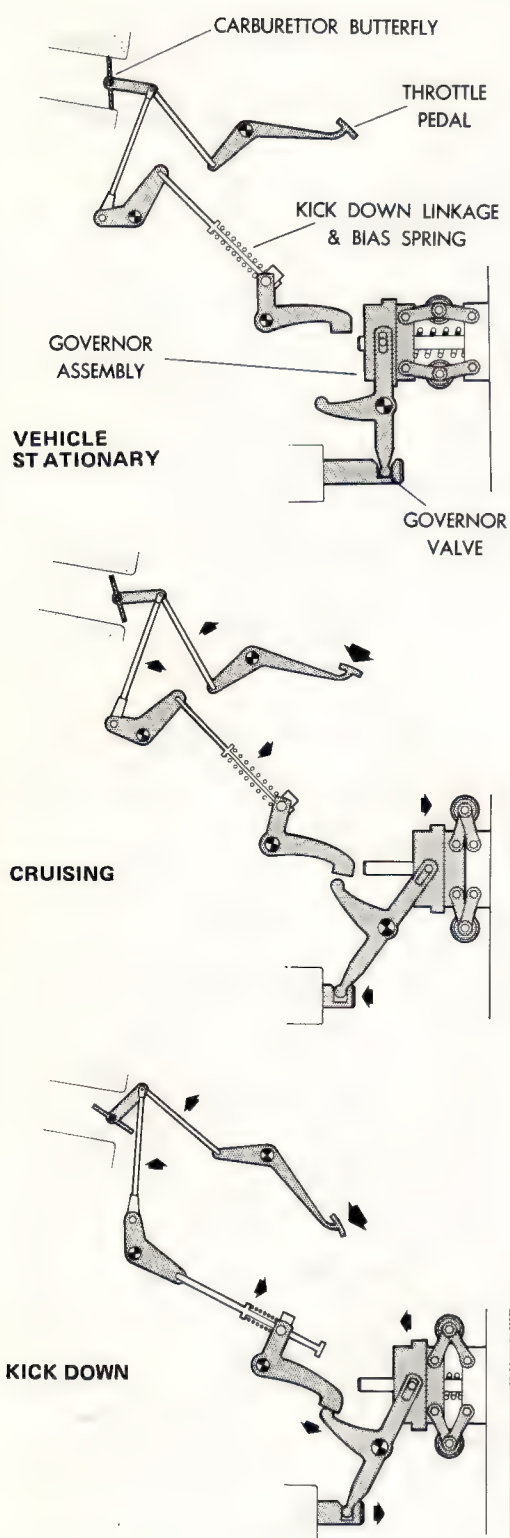 CARBURETTOR BUTTERFLY
THROTTLE
PEDAL
KICK DOWN LINKAGE
& BIAS SPRING
GOVERNOR
ASSEMBLY
VEHICLE
STATIONARY
GOVERNOR
VALVE
CRUISING
KICK DOWN